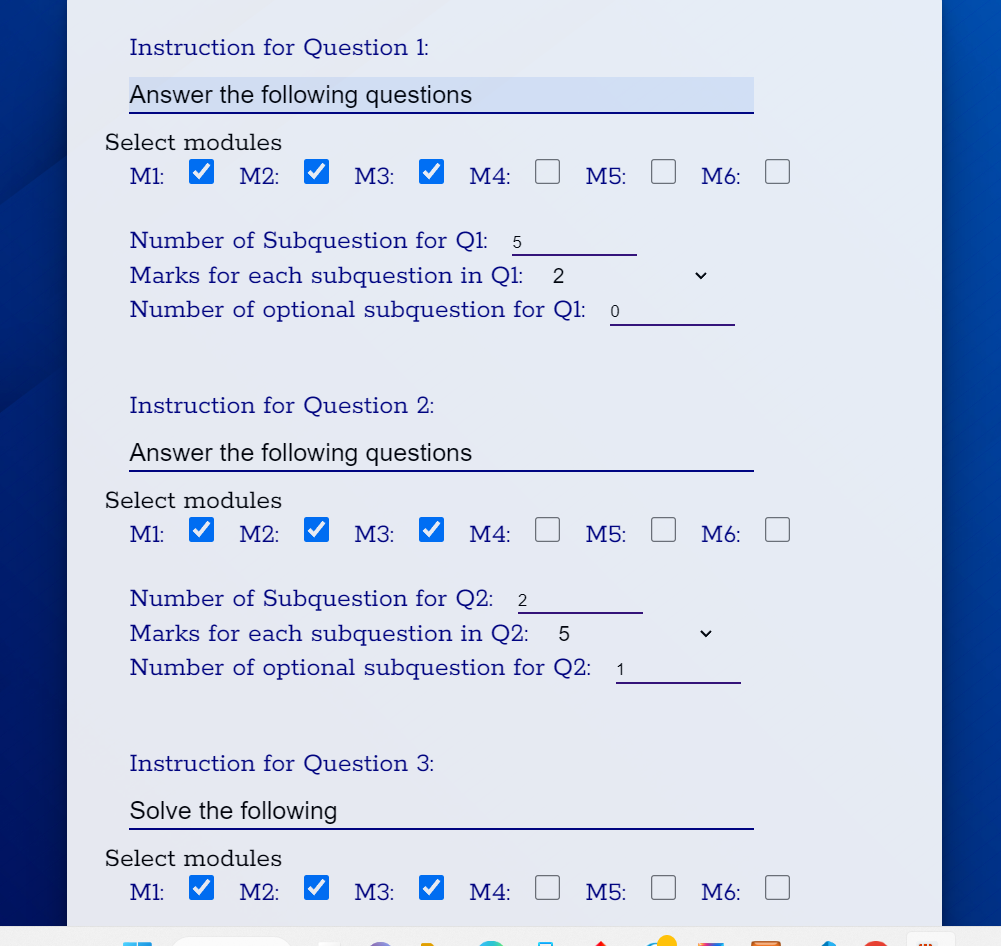 Instruction for Question 1:
Answer the following questions
Select modules
M1: M2: M3: M4: M5: M6:
Number of Subquestion for Q1: 5
Marks for each subquestion in Q1: 2
Number of optional subquestion for Q1: 0
Instruction for Question 2:
Answer the following questions
Select modules
M1: M2: M3: M4: M5: M6:
Number of Subquestion for Q2: 2
Marks for each subquestion in Q2: 5
Number of optional subquestion for Q2: 1
Instruction for Question 3:
Solve the following
Select modules
M1: M2: M3: M4: M5: M6: